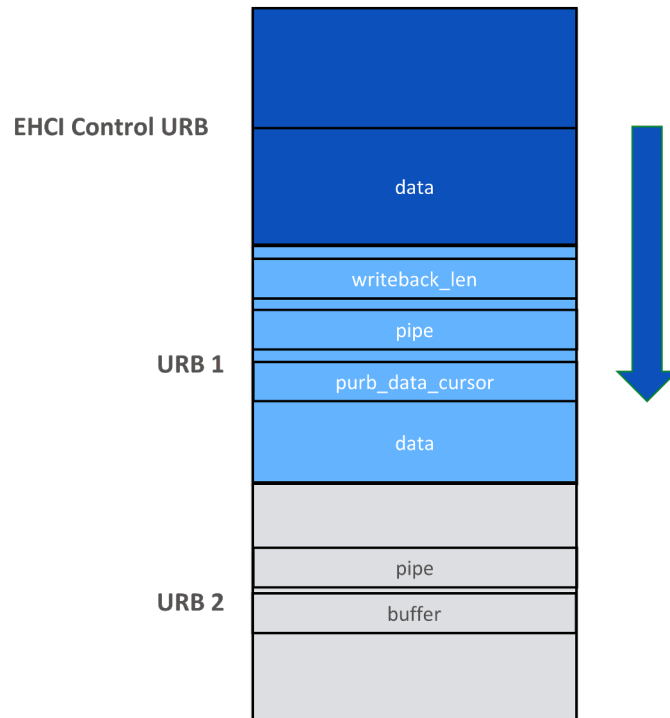 EHCI Control URB
data
writeback_len
pipe
URB 1
purb_data_cursor
data
pipe
URB 2
buffer